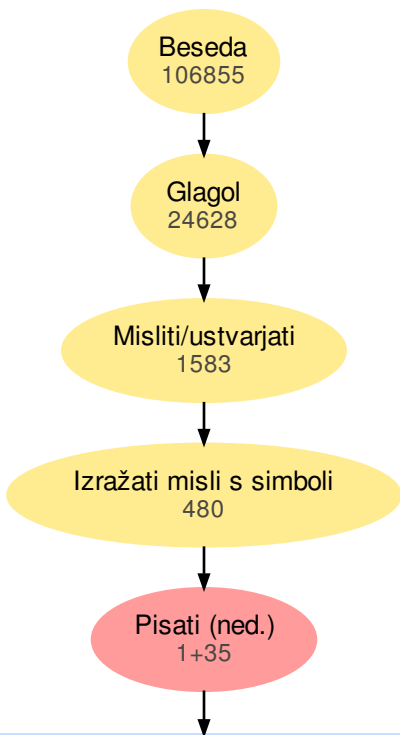 Beseda
106855
Glagol
24628
Misliti/ustvarjati
1583
Izražati misli s simboli
480
Pisati (ned.)
1+35